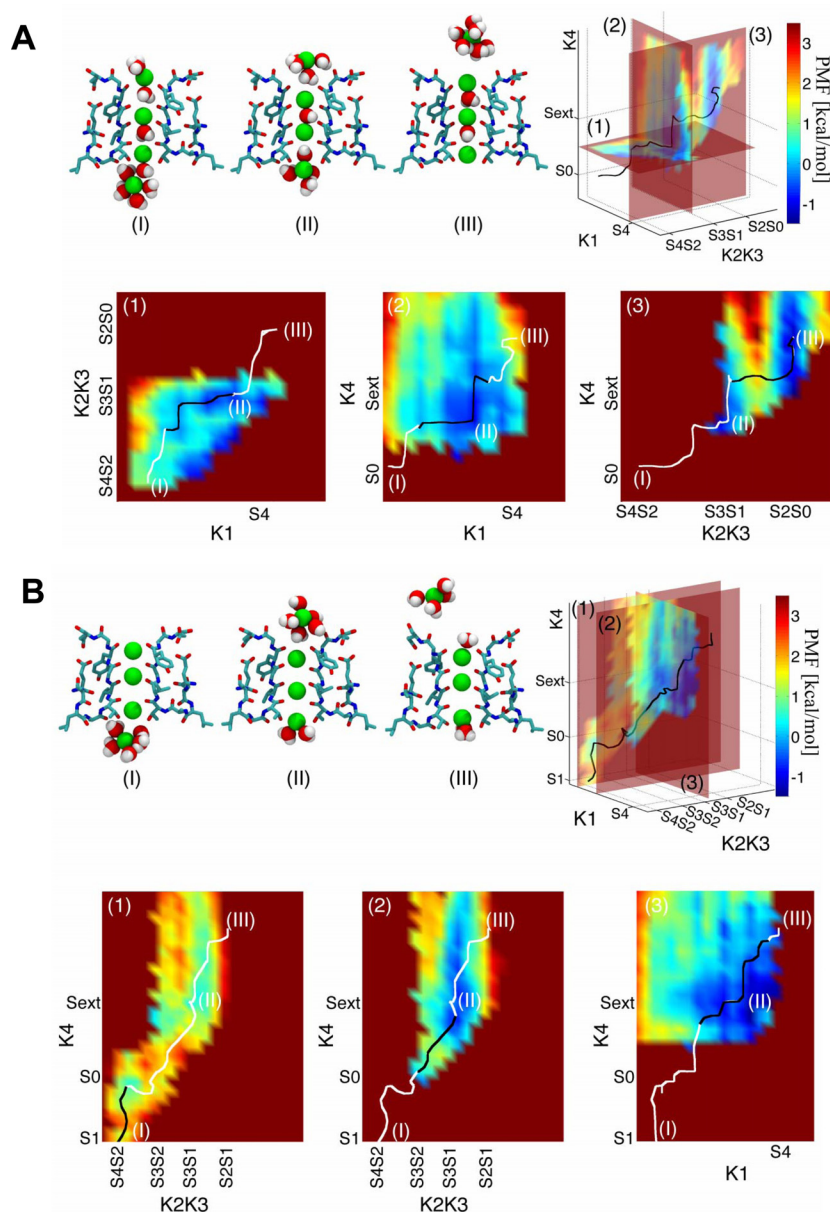 A
(I)
(II)
(III)
(2)
(3)
(1)
K4
Sext
S0
K1
S4
S4S2
S3S1
S2S0
K2K3
3
2
1
0
-1
PMF [kcal/mol]
(1)
(III)
(II)
(I)
K2K3
S2S0
S3S1
S4S2
S4
K1
(2)
(III)
(II)
(I)
K4
Sext
S0
S4
K1
(3)
(III)
(II)
(I)
K4
Sext
S0
S4S2
S3S1
S2S0
K2K3
B
(I)
(II)
(III)
(1)
(2)
(3)
K4
Sext
S0
S1
K1
S4
S4S2
S3S2
S3S1
S2S1
K2K3
3
2
1
0
-1
PMF [kcal/mol]
(1)
(III)
(II)
(I)
K4
Sext
S0
S1
S4S2
S3S2
S3S1
S2S1
K2K3
(2)
(III)
(II)
(I)
K4
Sext
S0
S1
S4S2
S3S2
S3S1
S2S1
K2K3
(3)
(III)
(II)
(I)
K4
Sext
S0
S1
S4
K1